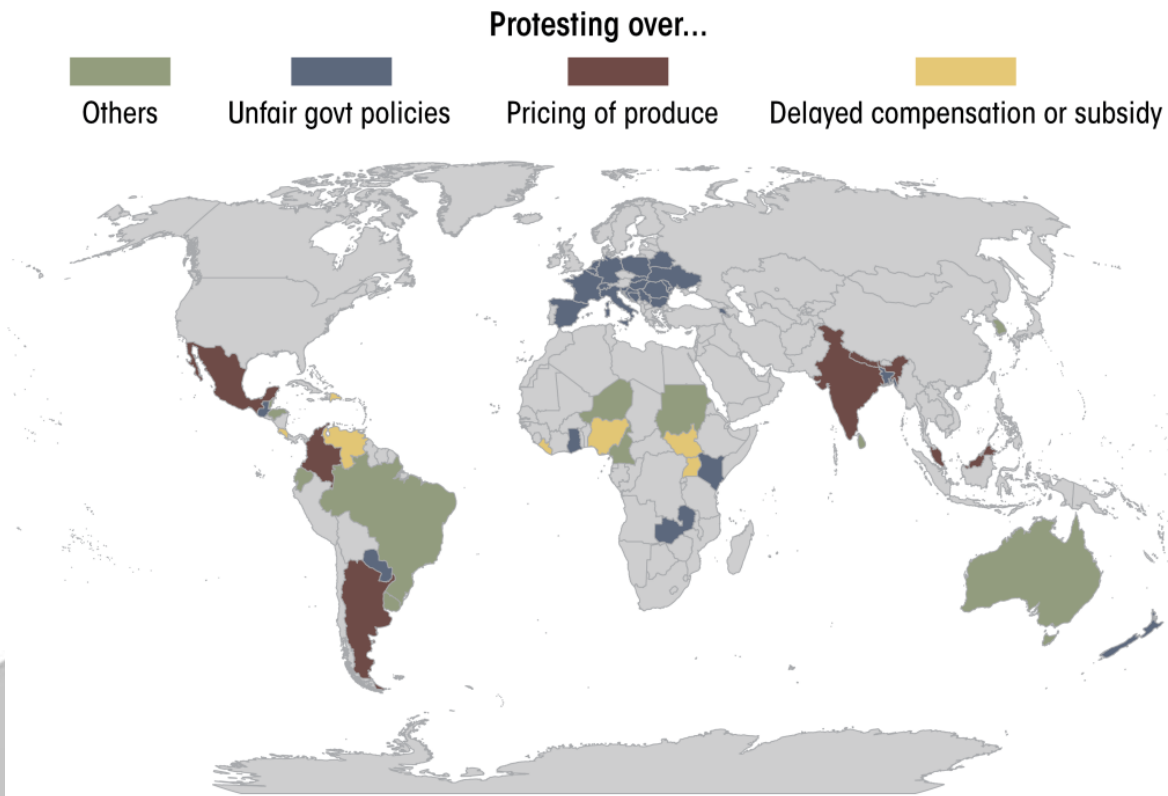 Protesting over...
Others
Unfair govt policies
Pricing of produce
Delayed compensation or subsidy